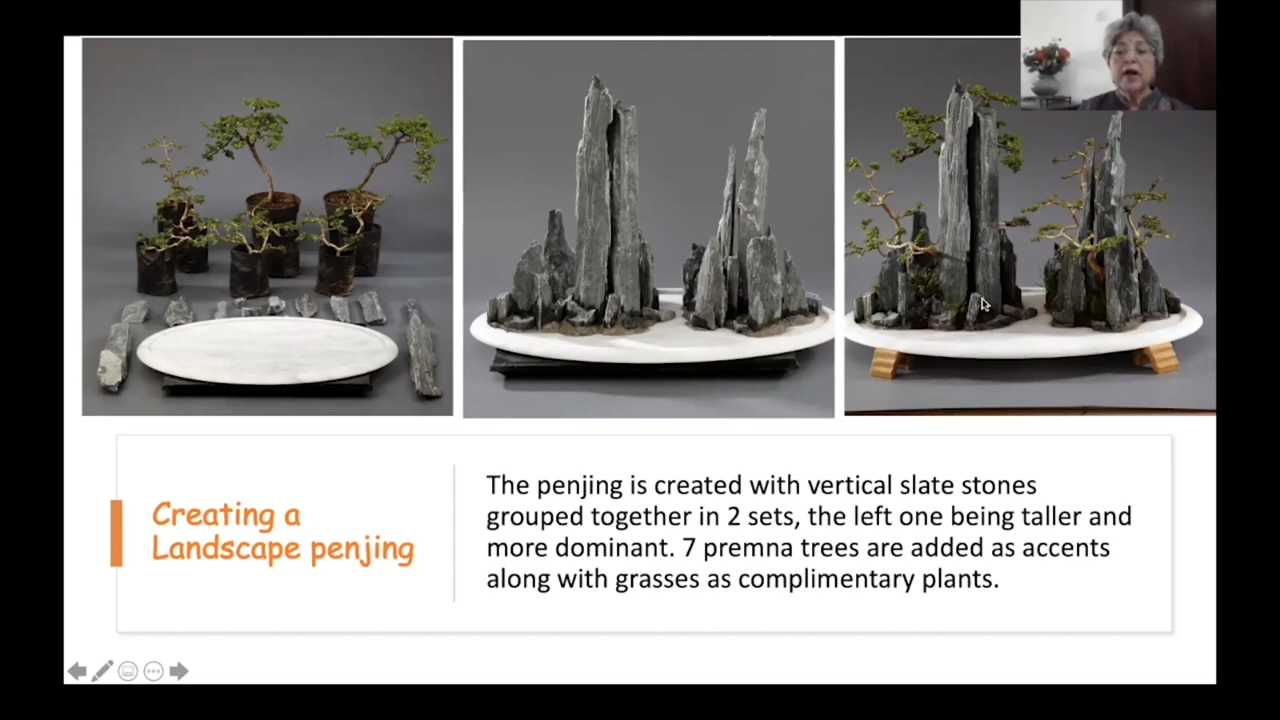 Creating a
Landscape penjing
The penjing is created with vertical slate stones
grouped together in 2 sets, the left one being taller and
more dominant. 7 premna trees are added as accents
along with grasses as complimentary plants.